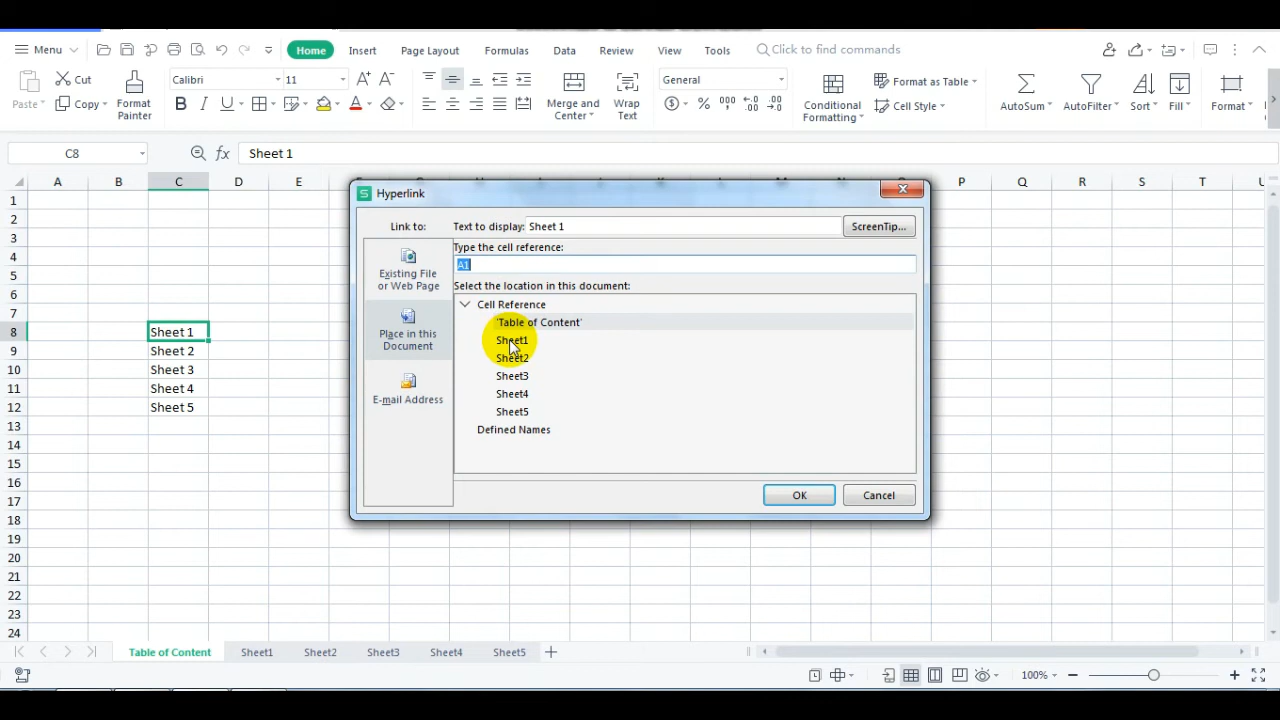 Menu
Home
Insert
Page Layout
Formulas
Data
Review
View
Tools
Click to find commands
Paste
Cut
Copy
Format
Painter
Calibri
11
B I U
A
Merge and
Center
Wrap
Text
General
Conditional
Formatting
Format as Table
Cell Style
AutoSum
AutoFilter
Sort
Fill
Format
C8
fx
Sheet 1
A B C D E P Q R S T U
1
2
3
4
5
6
7
8 Sheet 1
9 Sheet 2
10 Sheet 3
11 Sheet 4
12 Sheet 5
13
14
15
16
17
18
19
20
21
22
23
24
Hyperlink
Link to:
Text to display: Sheet 1
ScreenTip...
Type the cell reference:
A1
Existing File
or Web Page
Place in this
Document
E-mail Address
Select the location in this document:
Cell Reference
'Table of Content'
Sheet1
Sheet2
Sheet3
Sheet4
Sheet5
Defined Names
OK
Cancel
Table of Content
Sheet1
Sheet2
Sheet3
Sheet4
Sheet5
100%